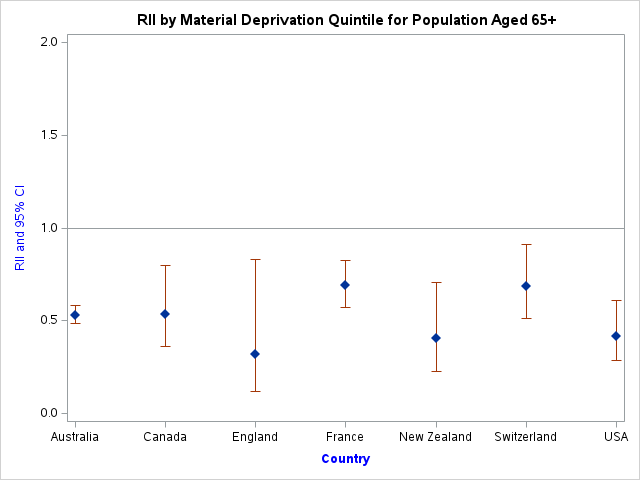 RII by Material Deprivation Quintile for Population Aged 65+
2.0
1.5
1.0
0.5
0.0
RII and 95% CI
Australia Canada England France New Zealand Switzerland USA
Country